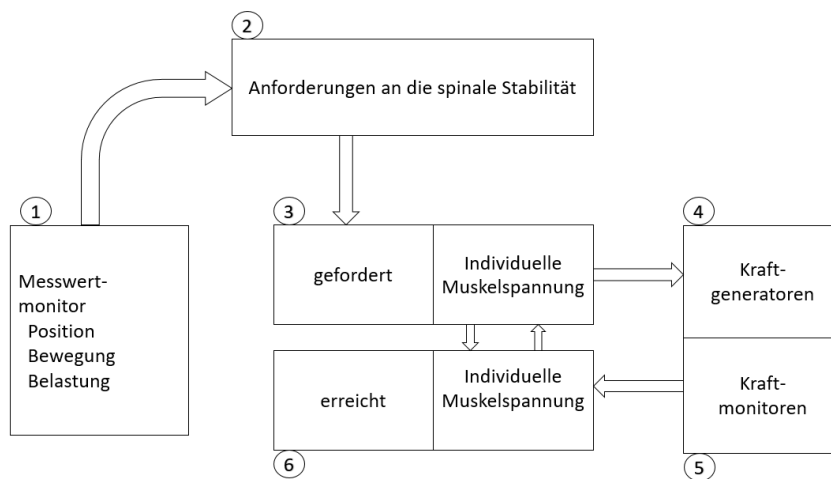 2
Anforderungen an die spinale Stabilität
1
Messwert-
monitor
Position
Bewegung
Belastung
3
gefordert
Individuelle
Muskelspannung
4
Kraft-
generatoren
erreicht
Individuelle
Muskelspannung
6
Kraft-
monitoren
5